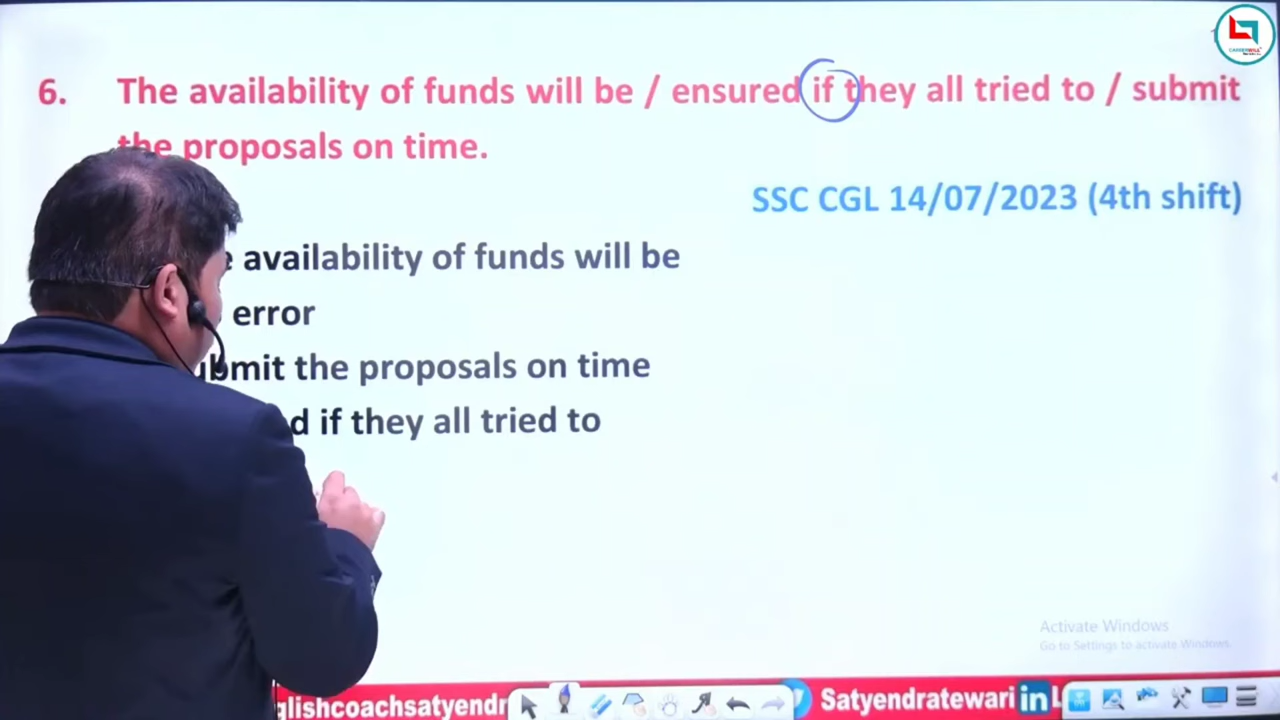 6. The availability of funds will be / ensured if they all tried to / submit
the proposals on time.
SSC CGL 14/07/2023 (4th shift)
availability of funds will be
error
submit the proposals on time
if they all tried to
Activate Windows
Go to Settings to activate Windows.
CAREERWILL
Satyendratewari in